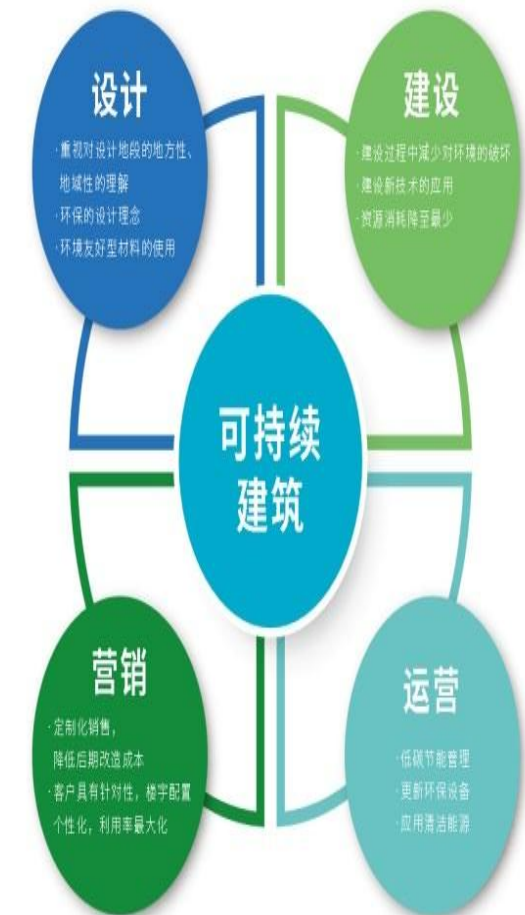 设计
·重视对设计地段的地方性、
地域性的理解
·环保的设计理念
·环境友好型材料的使用
建设
·建设过程中减少对环境的破坏
·建设新技术的应用
·资源消耗降至最少
可持续
建筑
营销
·定制化销售，
降低后期改造成本
·客户具有针对性，楼宇配置
个性化，利用率最大化
运营
·低碳节能管理
·更新环保设备
·应用清洁能源